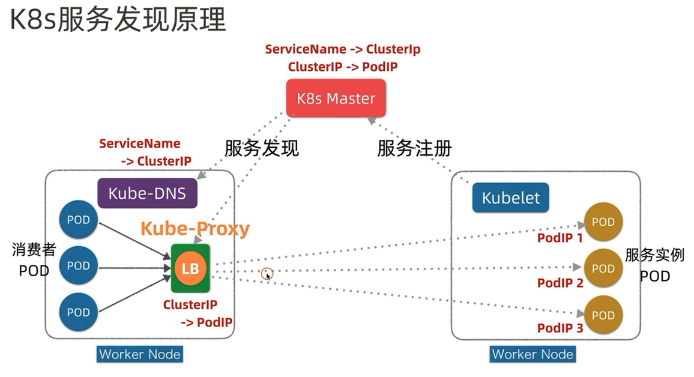 K8s服务发现原理
ServiceName -> ClusterIp
ClusterIP -> PodIP
K8s Master
ServiceName
-> ClusterIP
服务发现
服务注册
Kube-DNS
Kubelet
POD
POD
POD
消费者
POD
Kube-Proxy
LB
ClusterIP
-> PodIP
POD
POD
POD
PodIP 1
PodIP 2
PodIP 3
服务实例
POD
Worker Node
Worker Node